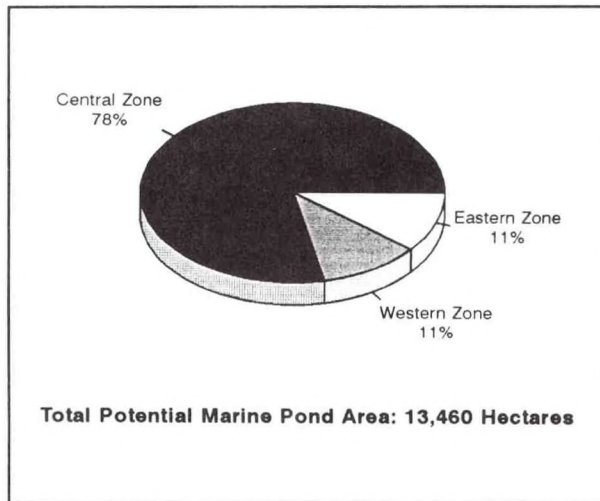 Central Zone
78%
Eastern Zone
11%
Western Zone
11%
Total Potential Marine Pond Area: 13,460 Hectares